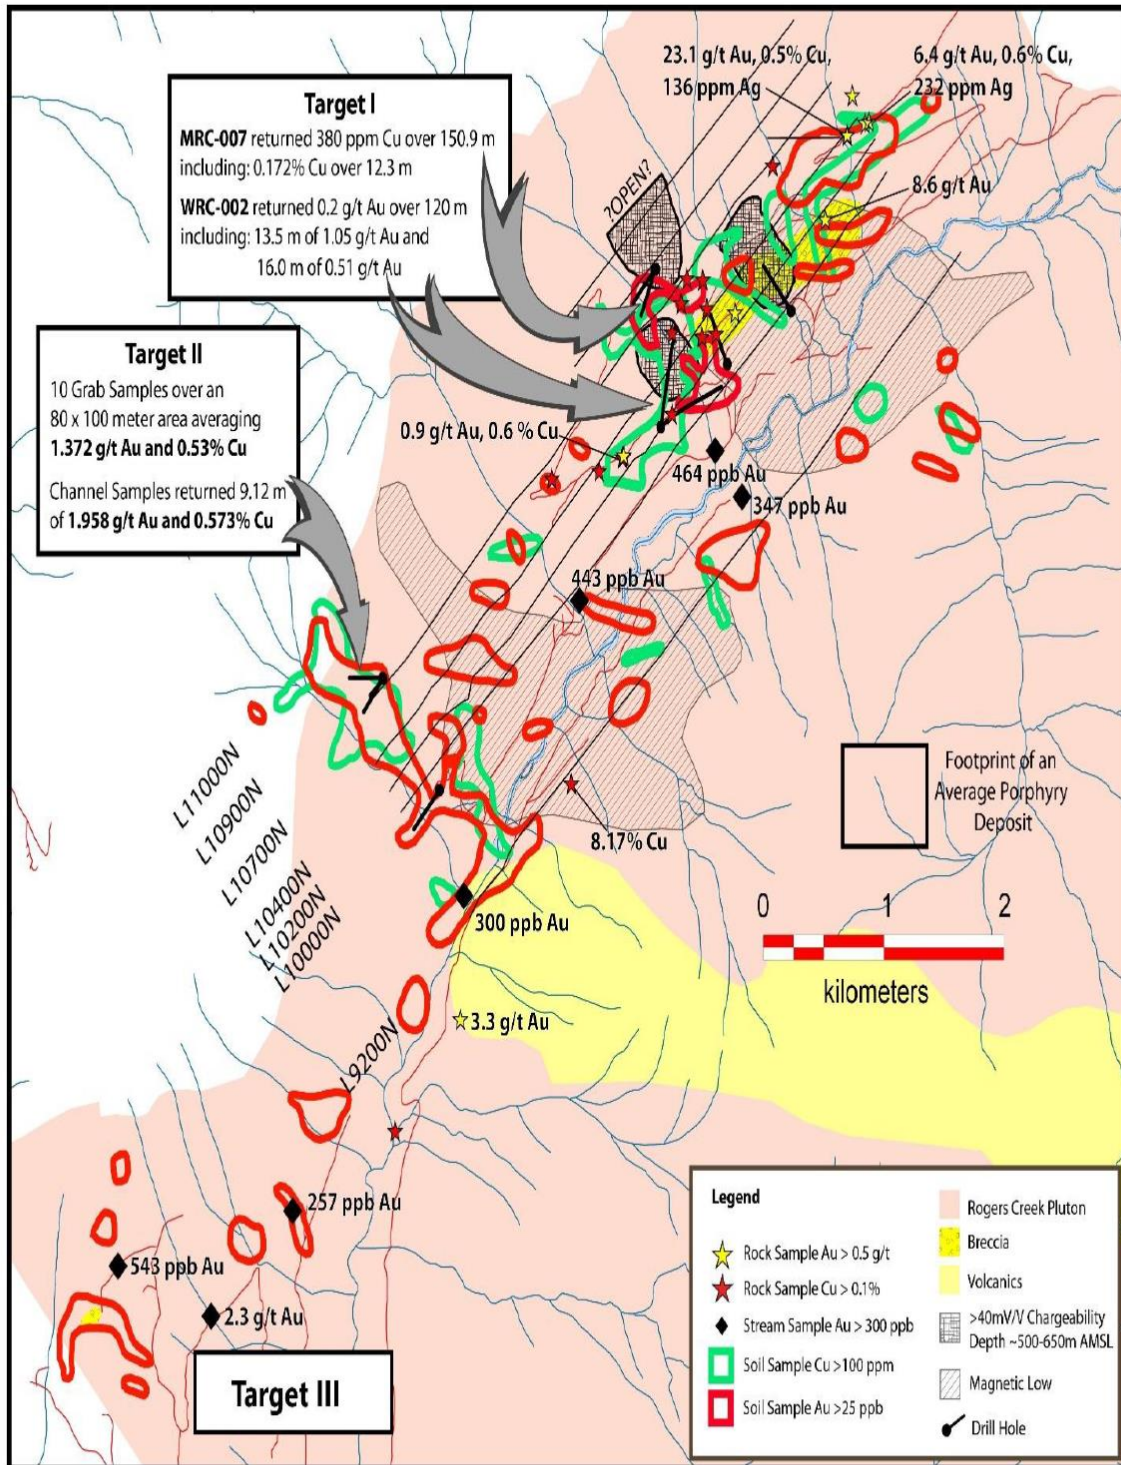 23.1 g/t Au, 0.5% Cu,
136 ppm Ag
6.4 g/t Au, 0.6% Cu,
232 ppm Ag
Target I
MRC-007 returned 380 ppm Cu over 150.9 m
including: 0.172% Cu over 12.3 m
WRC-002 returned 0.2 g/t Au over 120 m
including: 13.5 m of 1.05 g/t Au and
16.0 m of 0.51 g/t Au
?OPEN?
8.6 g/t Au
Target II
10 Grab Samples over an
80 x 100 meter area averaging
1.372 g/t Au and 0.53% Cu
Channel Samples returned 9.12 m
of 1.958 g/t Au and 0.573% Cu
0.9 g/t Au, 0.6 % Cu
464 ppb Au
347 ppb Au
443 ppb Au
L11000N
L10900N
L10700N
L10400N
L10200N
L10000N
L9200N
8.17% Cu
Footprint of an
Average Porphyry
Deposit
0 1 2
kilometers
300 ppb Au
3.3 g/t Au
257 ppb Au
543 ppb Au
2.3 g/t Au
Target III
Legend
Rock Sample Au > 0.5 g/t
Rock Sample Cu > 0.1%
Stream Sample Au > 300 ppb
Soil Sample Cu >100 ppm
Soil Sample Au >25 ppb
Rogers Creek Pluton
Breccia
Volcanics
>40mV/V Chargeability
Depth ~500-650m AMSL
Magnetic Low
Drill Hole